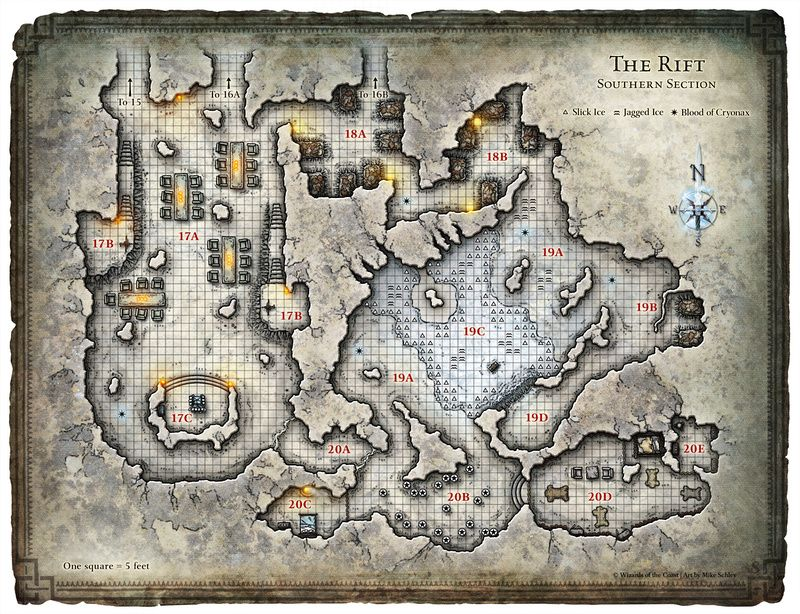 THE RIFT
SOUTHERN SECTION
Slick Ice Jagged Ice Blood of Cryonax
To 15 To 16A To 16B
18A
18B
N
W E
S
17B
17A
19A
17B
19B
19C
19A
17C
19D
20A
20E
20C
20B
20D
One square = 5 feet
© Wizards of the Coast | Art by Mike Schley